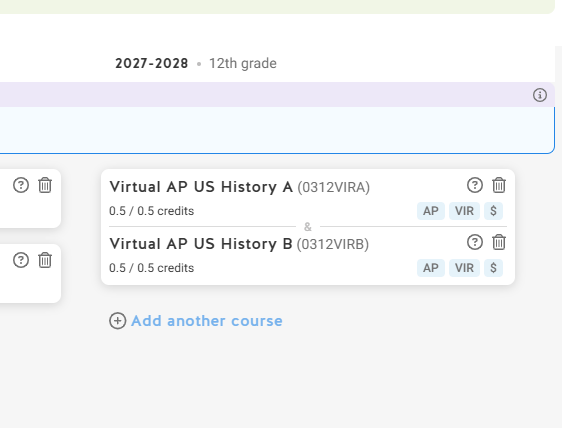 2027-2028 • 12th grade
Virtual AP US History A (0312VIRA)
0.5 / 0.5 credits AP VIR $
&
Virtual AP US History B (0312VIRB)
0.5 / 0.5 credits AP VIR $
Add another course